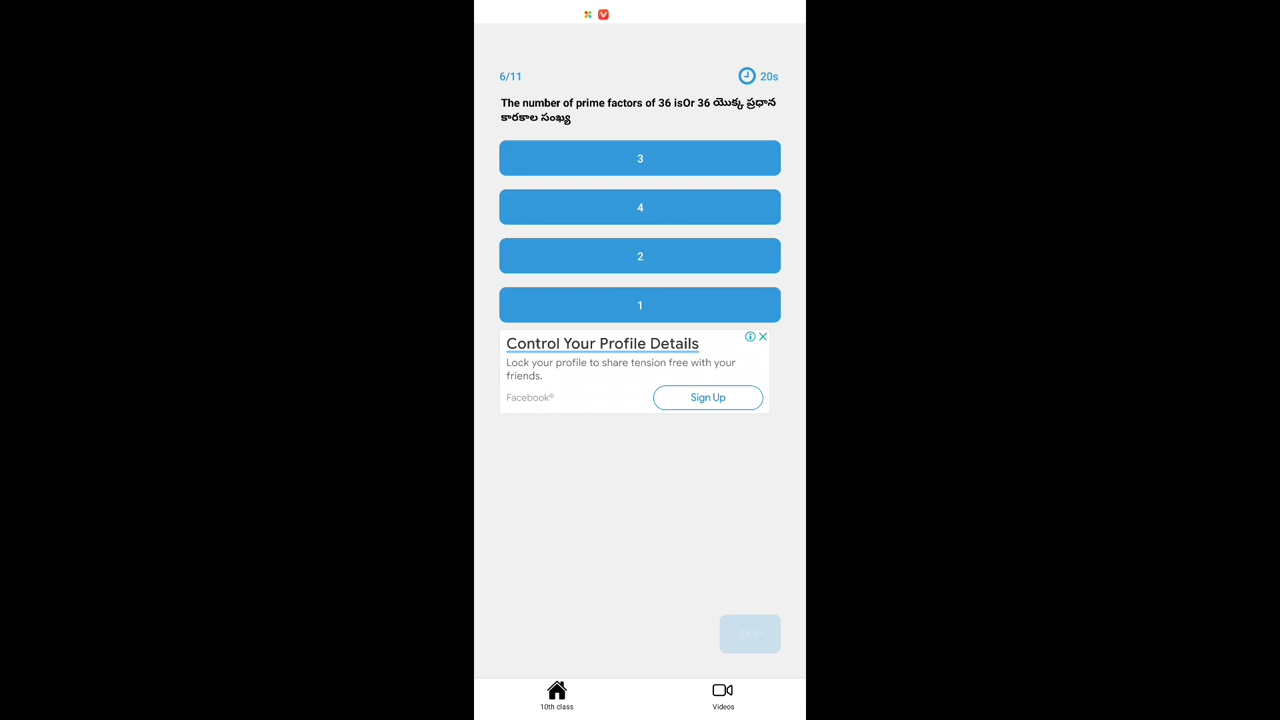 6/11
20s
The number of prime factors of 36 isOr 36 యొక్క ప్రధాన
కారకాల సంఖ్య
3
4
2
1
Control Your Profile Details
Lock your profile to share tension free with your
friends.
Facebook®
Sign Up
SKIP
10th class
Videos